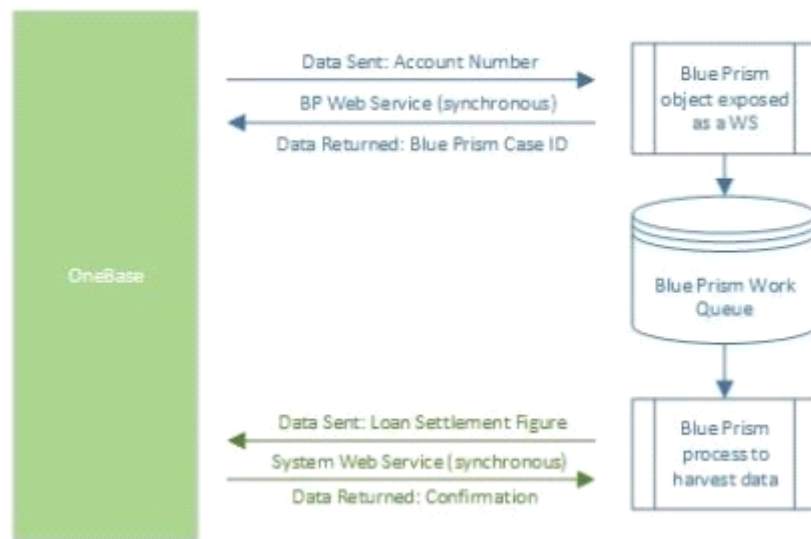 Data Sent: Account Number
BP Web Service (synchronous)
Data Returned: Blue Prism Case ID
Blue Prism
object exposed
as a WS
OneBase
Blue Prism Work
Queue
Data Sent: Loan Settlement Figure
System Web Service (synchronous)
Data Returned: Confirmation
Blue Prism
process to
harvest data